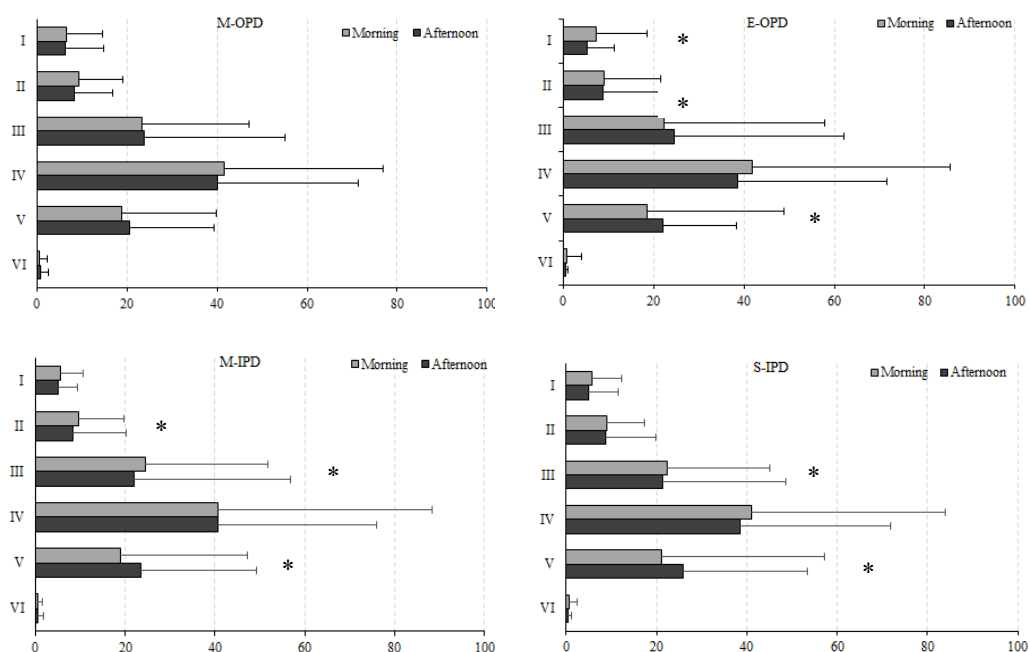 M-OPD
Morning Afternoon
I
II
III
IV
V
VI
0 20 40 60 80 100
E-OPD
Morning Afternoon
I *
II
*
III
IV
V *
VI
0 20 40 60 80 100
M-IPD
Morning Afternoon
I
II *
III *
IV
V *
VI
0 20 40 60 80 100
S-IPD
Morning Afternoon
I
II
III *
IV
V *
VI
0 20 40 60 80 100